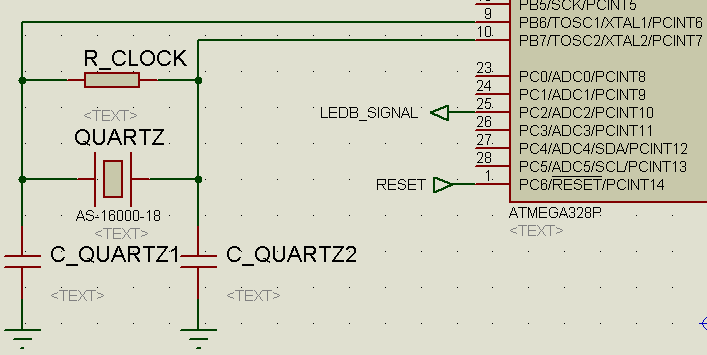 PB5/SCK/PCINT5
9
PB6/TOSC1/XTAL1/PCINT6
10
PB7/TOSC2/XTAL2/PCINT7
R_CLOCK
<TEXT>
23
PC0/ADC0/PCINT8
24
PC1/ADC1/PCINT9
LEDB_SIGNAL
25
PC2/ADC2/PCINT10
26
PC3/ADC3/PCINT11
27
PC4/ADC4/SDA/PCINT12
28
PC5/ADC5/SCL/PCINT13
RESET
1
PC6/RESET/PCINT14
QUARTZ
AS-16000-18
<TEXT>
ATMEGA328P
<TEXT>
C_QUARTZ1
<TEXT>
C_QUARTZ2
<TEXT>